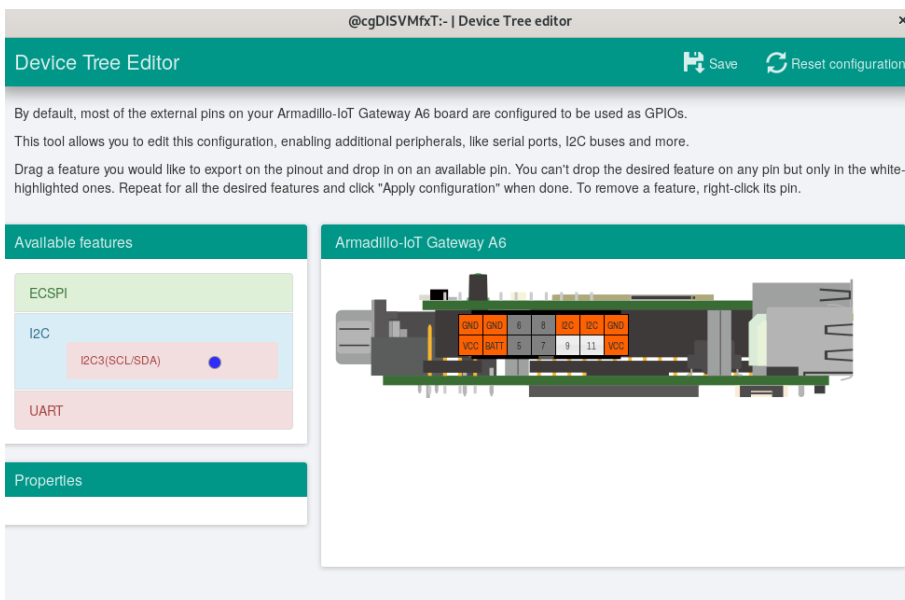 @cgDISVMfxT:- | Device Tree editor ×
Device Tree Editor
Save
Reset configuration
By default, most of the external pins on your Armadillo-IoT Gateway A6 board are configured to be used as GPIOs.
This tool allows you to edit this configuration, enabling additional peripherals, like serial ports, I2C buses and more.
Drag a feature you would like to export on the pinout and drop in on an available pin. You can't drop the desired feature on any pin but only in the white-
highlighted ones. Repeat for all the desired features and click "Apply configuration" when done. To remove a feature, right-click its pin.
Available features
ECSPI
I2C
I2C3(SCL/SDA)
UART
Properties
Armadillo-IoT Gateway A6
GND GND 6 8 I2C I2C GND
VCC BATT 5 7 9 11 VCC